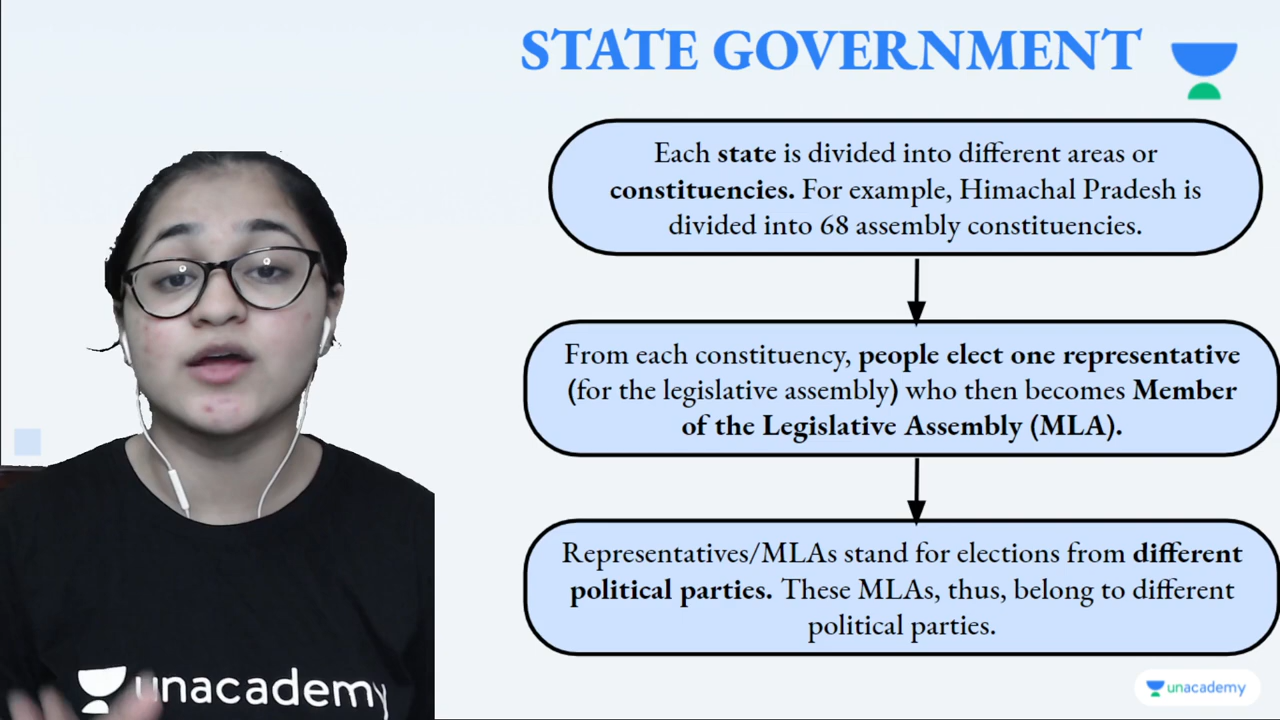 STATE GOVERNMENT
Each state is divided into different areas or
constituencies. For example, Himachal Pradesh is
divided into 68 assembly constituencies.
From each constituency, people elect one representative
(for the legislative assembly) who then becomes Member
of the Legislative Assembly (MLA).
Representatives/MLAs stand for elections from different
political parties. These MLAs, thus, belong to different
political parties.
unacademy
unacademy